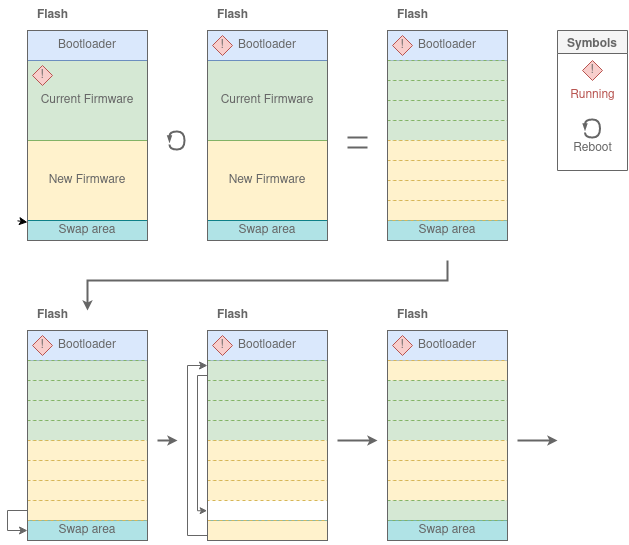 Flash
Flash
Flash
Bootloader
Bootloader
Bootloader
Symbols
!
!
!
!
!
Running
Current Firmware
Current Firmware
Reboot
New Firmware
New Firmware
Swap area
Swap area
Swap area
Flash
Flash
Flash
!
Bootloader
!
Bootloader
!
Bootloader
Swap area
Swap area